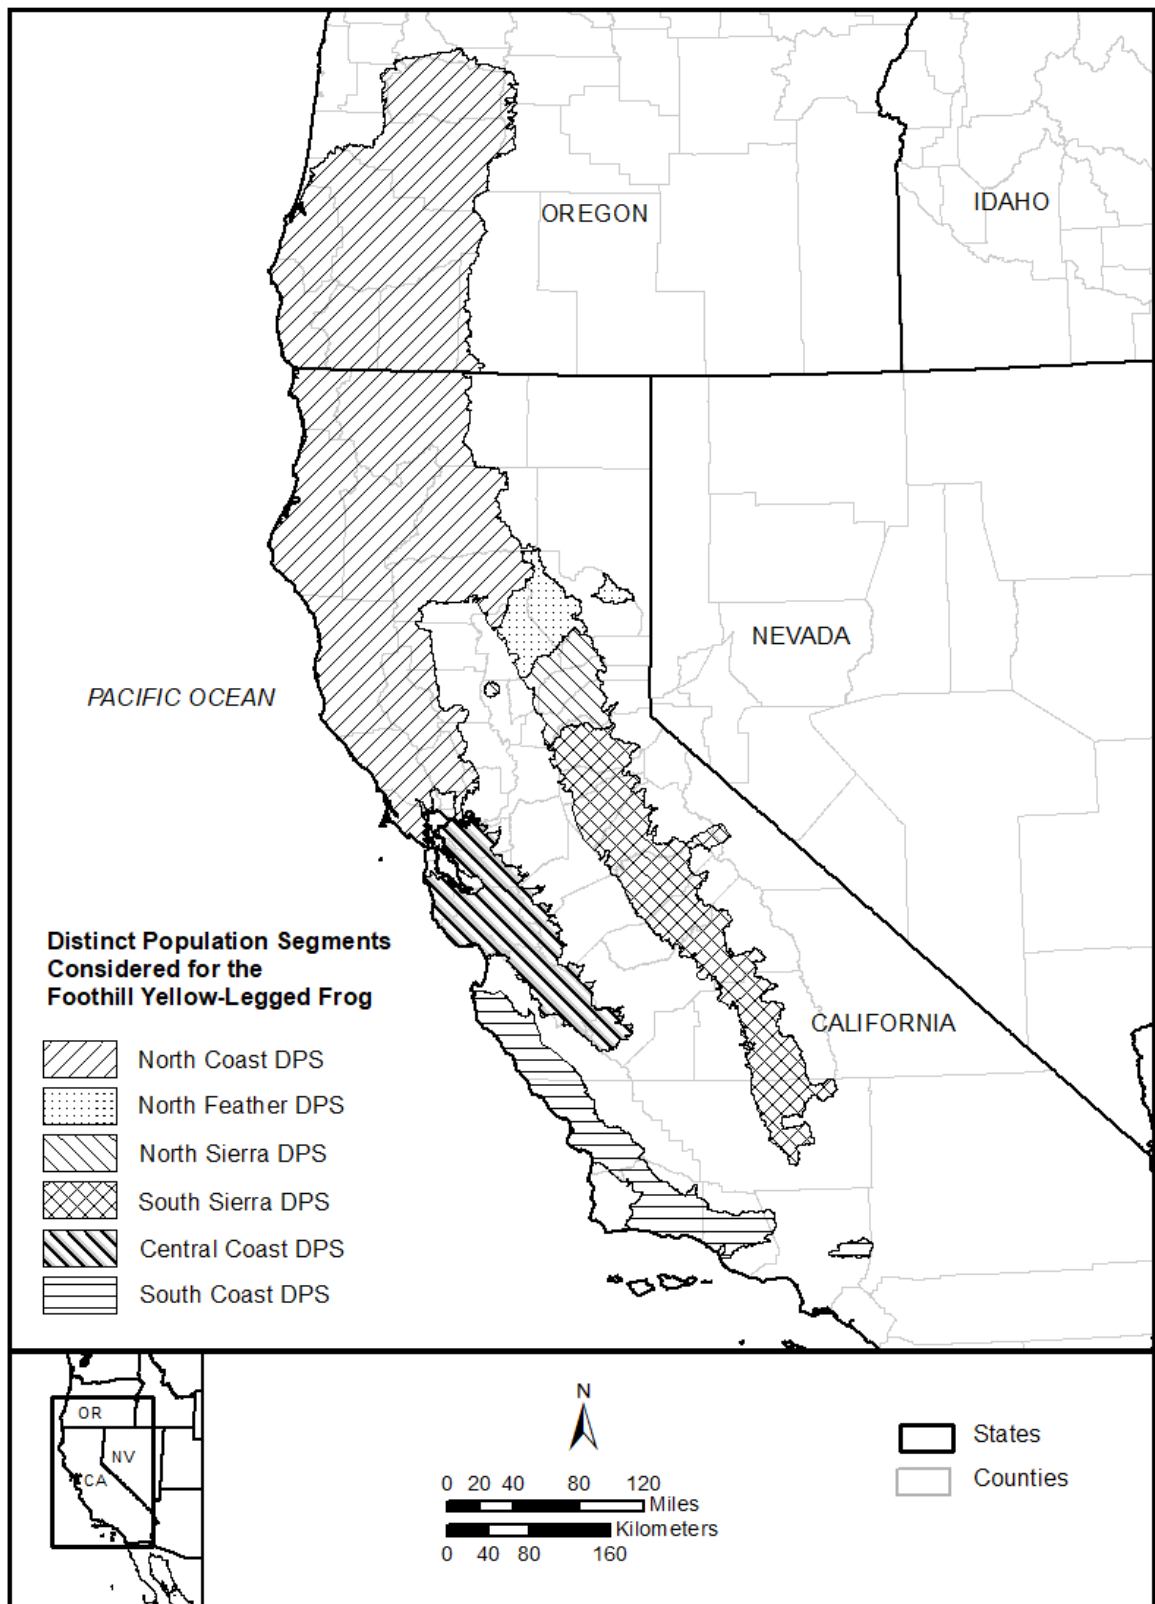 OREGON
IDAHO
NEVADA
PACIFIC OCEAN
CALIFORNIA
Distinct Population Segments
Considered for the
Foothill Yellow-Legged Frog
North Coast DPS
North Feather DPS
North Sierra DPS
South Sierra DPS
Central Coast DPS
South Coast DPS
OR
NV
CA
N
0 20 40 80 120
Miles
Kilometers
0 40 80 160
States
Counties